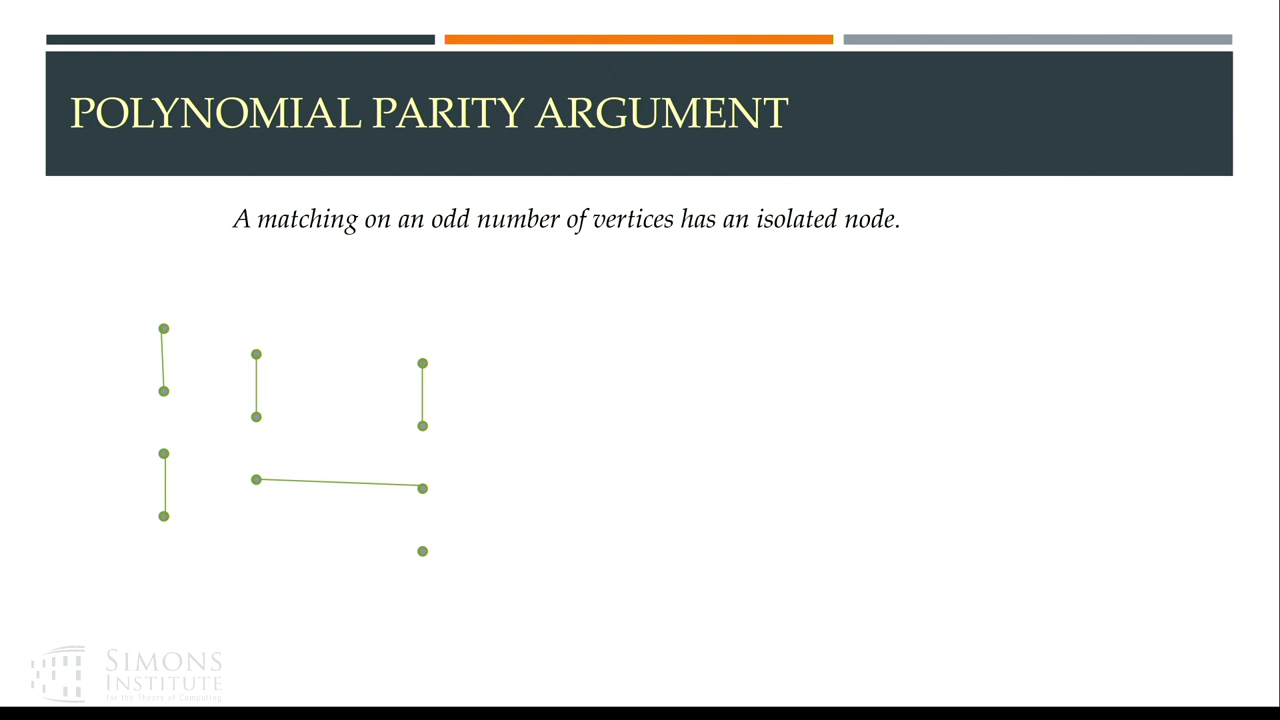 POLYNOMIAL PARITY ARGUMENT
A matching on an odd number of vertices has an isolated node.
SIMONS
INSTITUTE
for the Theory of Computing